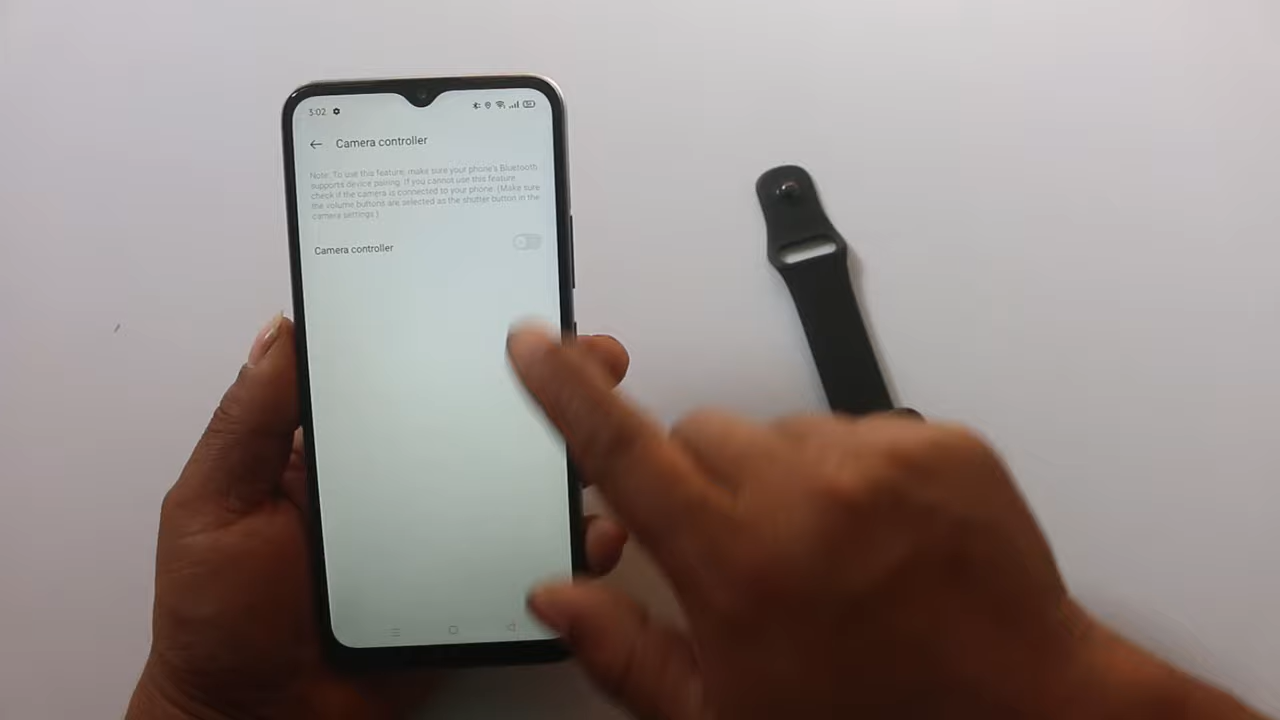 3:02
Camera controller
Note: To use this feature, make sure your phone's Bluetooth
supports device pairing. If you cannot use this feature,
check if the camera is connected to your phone. (Make sure
the volume buttons are selected as the shutter button in the
camera settings.)
Camera controller